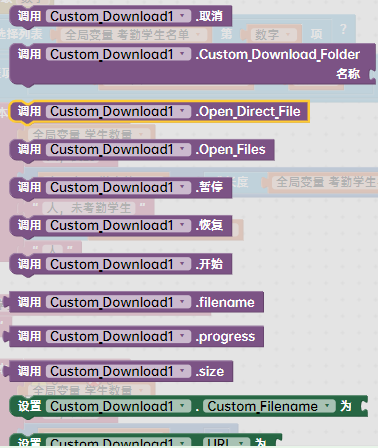 调用 Custom_Download1 .取消
选择列表 全局变量 考勤学生名单 第 数字 项 ?
调用 Custom_Download1 .Custom_Download_Folder
名称
调用 Custom_Download1 .Open_Direct_File
全局变量 学生数量
调用 Custom_Download1 .Open_Files
调用 Custom_Download1 .暂停
长度 全局变量 考勤学
" 人，未考勤学生 "
调用 Custom_Download1 .恢复
调用 Custom_Download1 .开始
调用 Custom_Download1 .filename
调用 Custom_Download1 .progress
调用 Custom_Download1 .size
全局变量 学生数量
设置 Custom_Download1 . Custom_Filename 为
设置 Custom_Download1 . URL 为